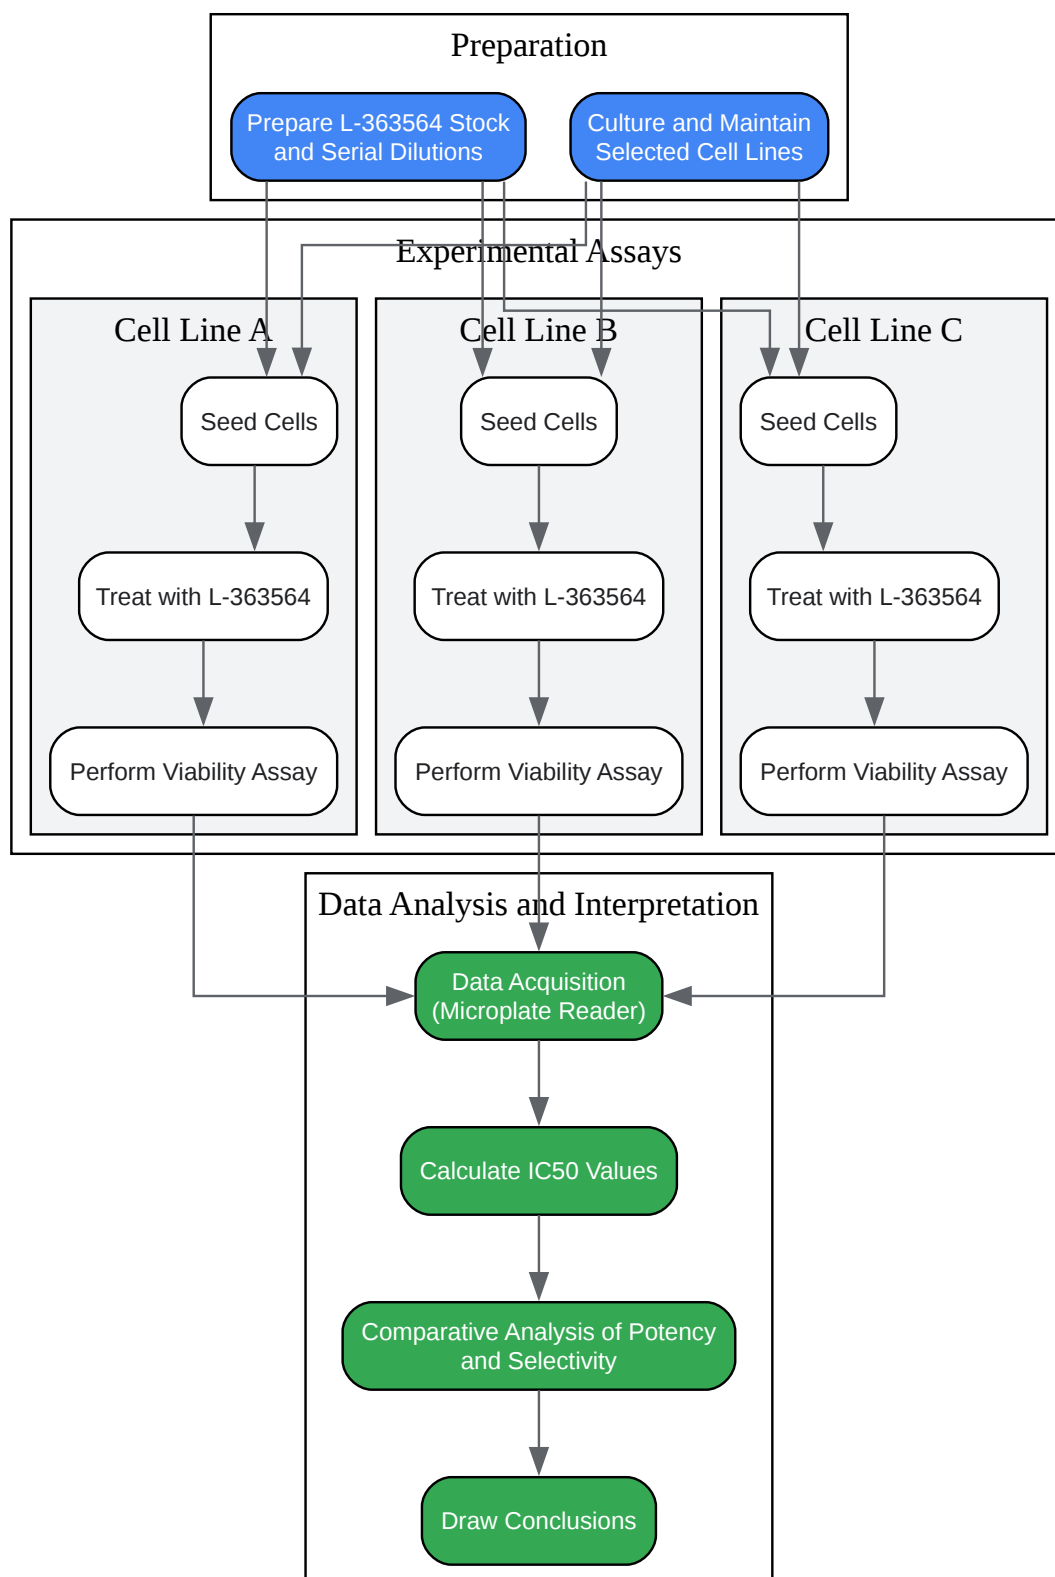 Preparation
Prepare L-363564 Stock
and Serial Dilutions
Culture and Maintain
Selected Cell Lines
Experimental Assays
Cell Line A
Seed Cells
Treat with L-363564
Perform Viability Assay
Cell Line B
Seed Cells
Treat with L-363564
Perform Viability Assay
Cell Line C
Seed Cells
Treat with L-363564
Perform Viability Assay
Data Analysis and Interpretation
Data Acquisition
(Microplate Reader)
Calculate IC50 Values
Comparative Analysis of Potency
and Selectivity
Draw Conclusions